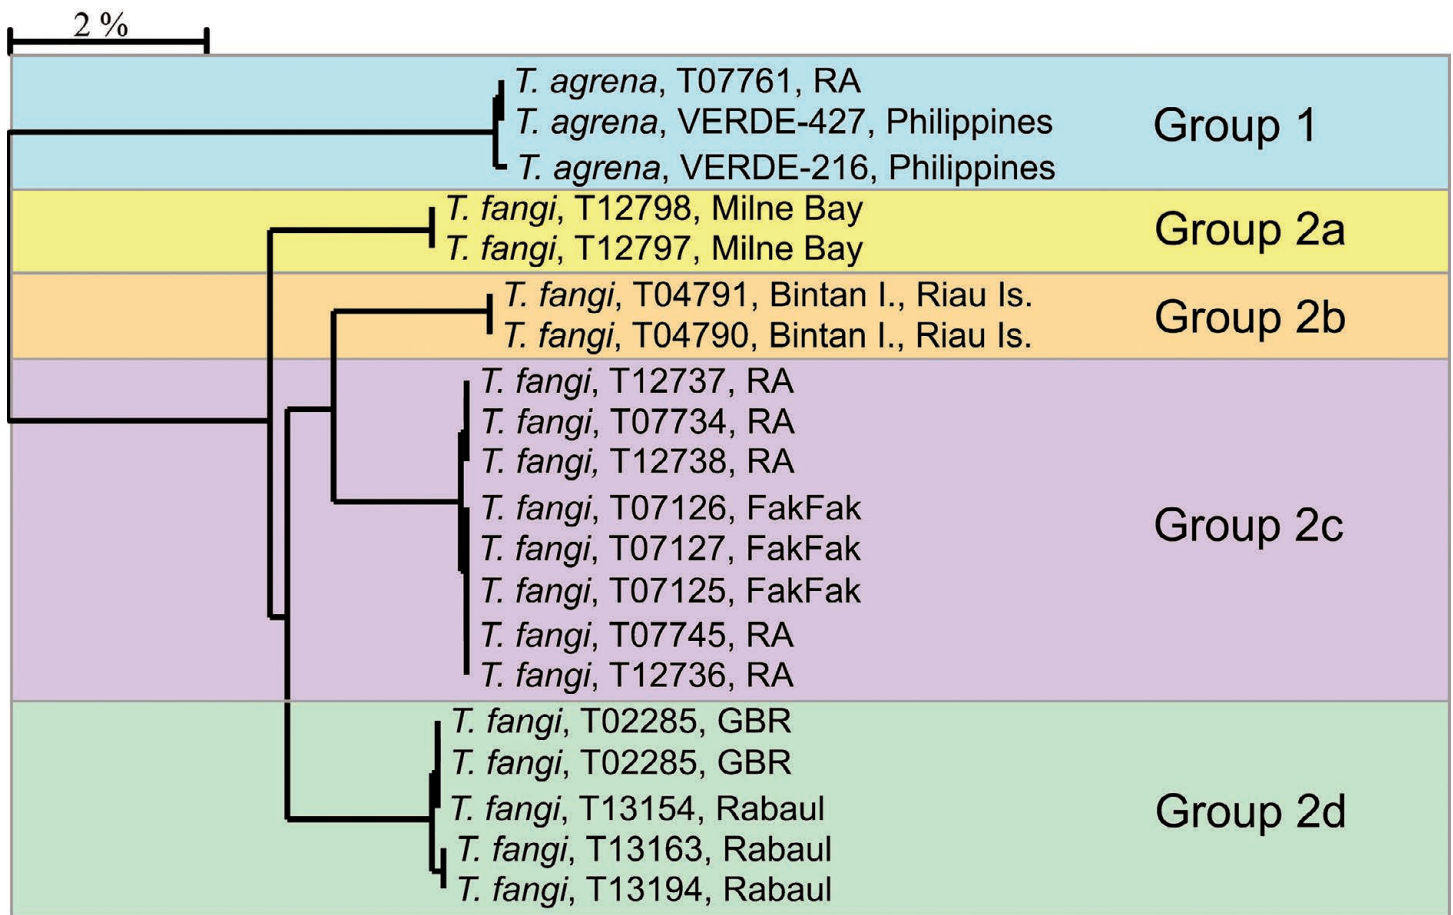 2 %
T. agrena, T07761, RA
T. agrena, VERDE-427, Philippines
Group 1
T. agrena, VERDE-216, Philippines
T. fangi, T12798, Milne Bay
Group 2a
T. fangi, T12797, Milne Bay
T. fangi, T04791, Bintan I., Riau Is.
Group 2b
T. fangi, T04790, Bintan I., Riau Is.
T. fangi, T12737, RA
T. fangi, T07734, RA
T. fangi, T12738, RA
T. fangi, T07126, FakFak
Group 2c
T. fangi, T07127, FakFak
T. fangi, T07125, FakFak
T. fangi, T07745, RA
T. fangi, T12736, RA
T. fangi, T02285, GBR
T. fangi, T02285, GBR
T. fangi, T13154, Rabaul
Group 2d
T. fangi, T13163, Rabaul
T. fangi, T13194, Rabaul